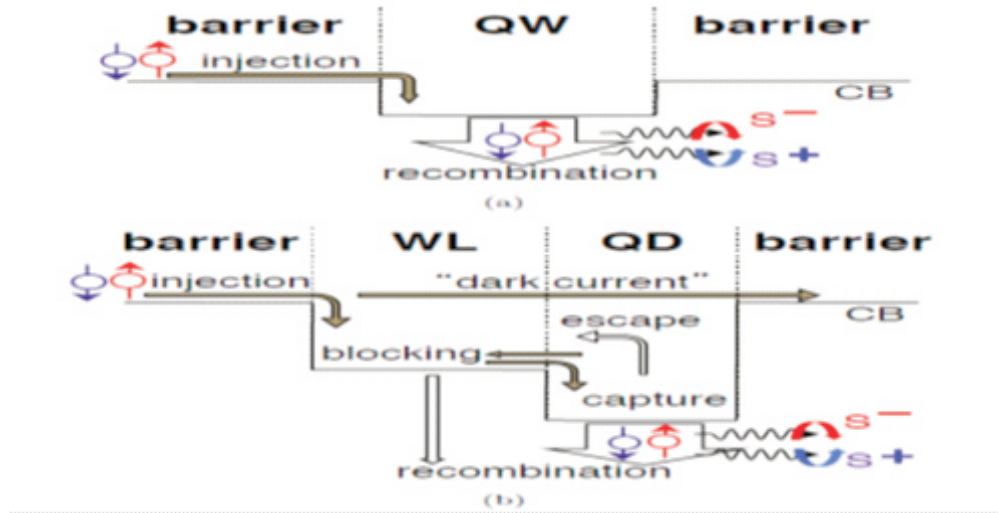 barrier QW barrier
injection
CB
s−
s+
recombination
(a)
barrier WL QD barrier
injection "dark current"
CB
escape
blocking
capture
s−
s+
recombination
(b)